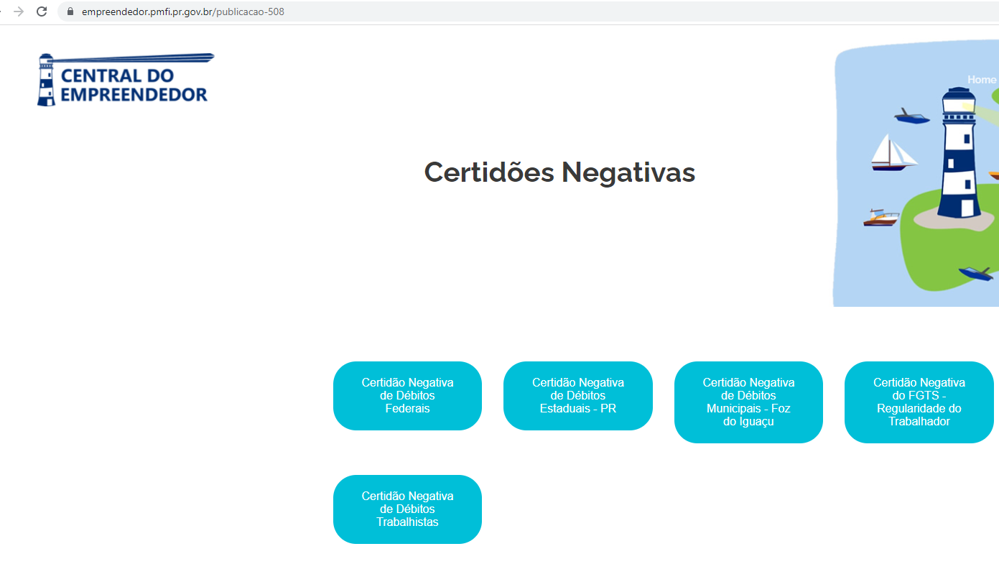 empreendedor.pmfi.pr.gov.br/publicacao-508
CENTRAL DO
EMPREENDEDOR
Home
Certidões Negativas
Certidão Negativa
de Débitos
Federais
Certidão Negativa
de Débitos
Estaduais - PR
Certidão Negativa
de Débitos
Municipais - Foz
do Iguaçu
Certidão Negativa
do FGTS -
Regularidade do
Trabalhador
Certidão Negativa
de Débitos
Trabalhistas